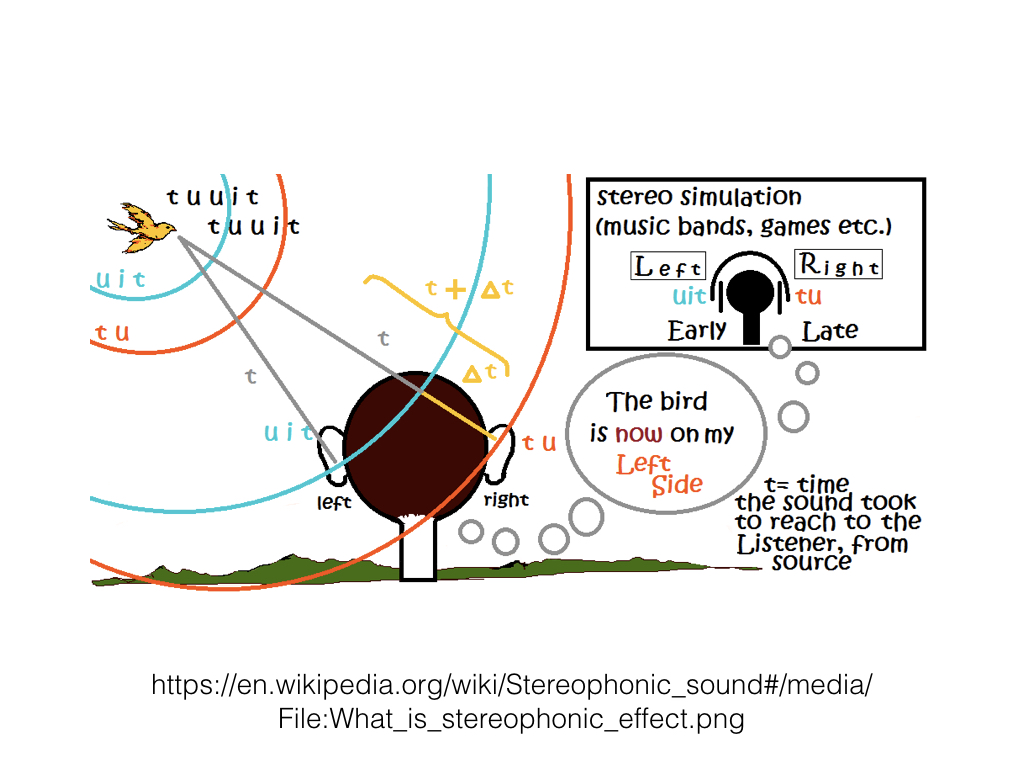 t u u i t
t u u i t
u i t
t u
t + Δt
t
Δt
t
u i t
t u
left
right
stereo simulation
(music bands, games etc.)
Left
Right
uit
tu
Early
Late
The bird
is now on my
Left
Side
t= time
the sound took
to reach to the
Listener, from
source
https://en.wikipedia.org/wiki/Stereophonic_sound#/media/
File:What_is_stereophonic_effect.png